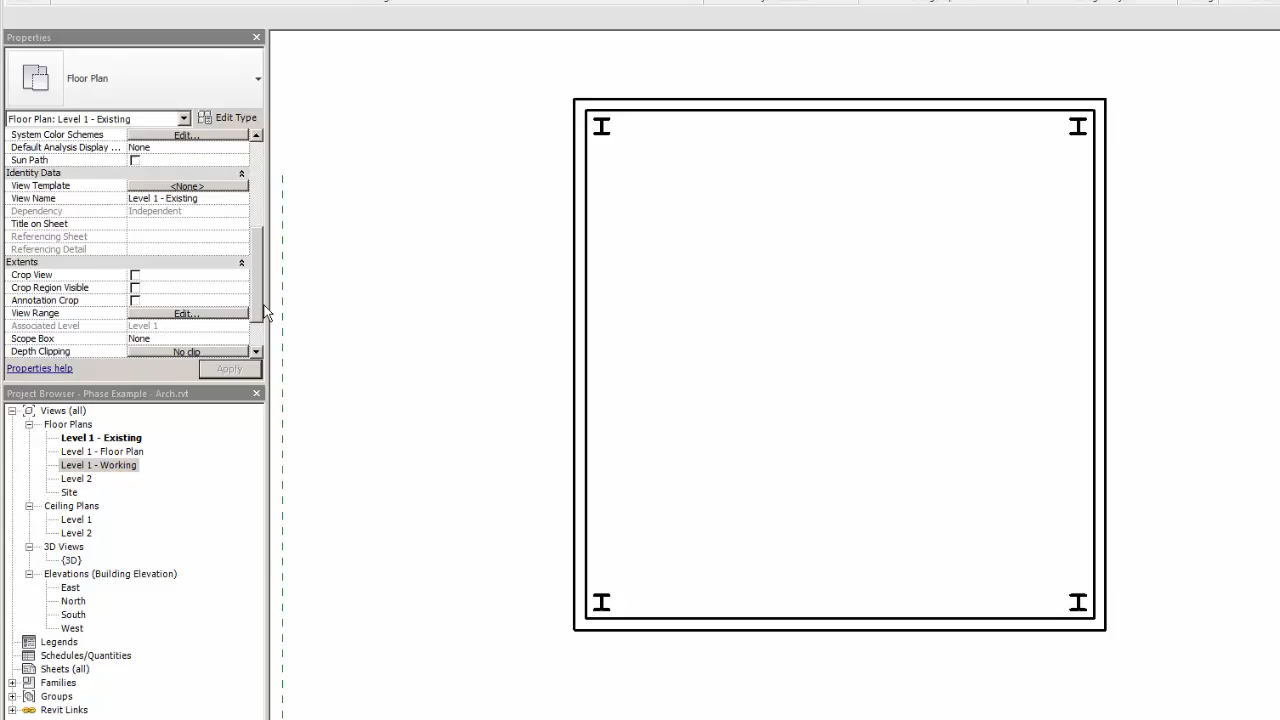 Properties
Floor Plan
Floor Plan: Level 1 - Existing
Edit Type
System Color Schemes Edit...
Default Analysis Display ... None
Sun Path
Identity Data
View Template <None>
View Name Level 1 - Existing
Dependency Independent
Title on Sheet
Referencing Sheet
Referencing Detail
Extents
Crop View
Crop Region Visible
Annotation Crop
View Range Edit...
Associated Level Level 1
Scope Box None
Depth Clipping No clip
Properties help Apply
Project Browser - Phase Example - Arch.rvt
Views (all)
Floor Plans
Level 1 - Existing
Level 1 - Floor Plan
Level 1 - Working
Level 2
Site
Ceiling Plans
Level 1
Level 2
3D Views
{3D}
Elevations (Building Elevation)
East
North
South
West
Legends
Schedules/Quantities
Sheets (all)
Families
Groups
Revit Links